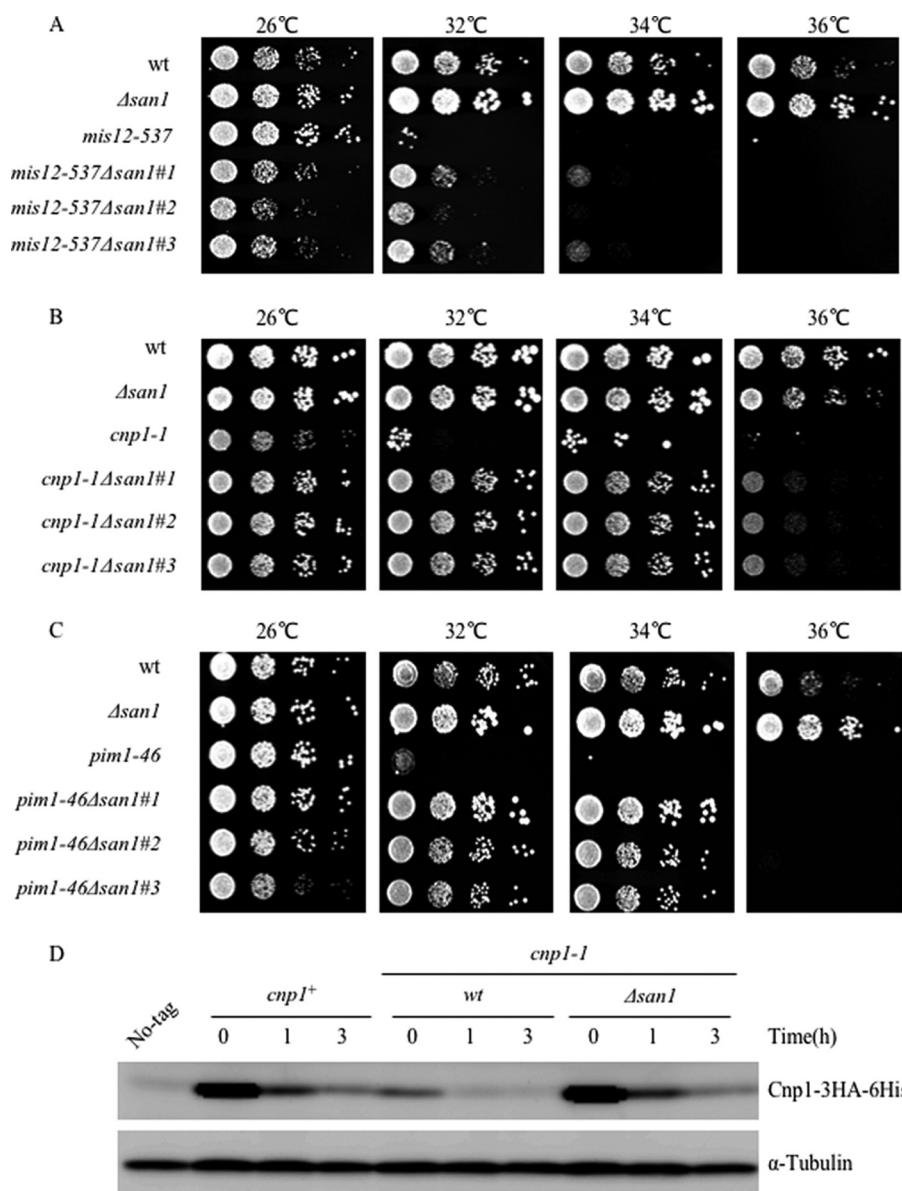 A
26℃ 32℃ 34℃ 36℃
wt
Δsan1
mis12-537
mis12-537Δsan1#1
mis12-537Δsan1#2
mis12-537Δsan1#3
B
26℃ 32℃ 34℃ 36℃
wt
Δsan1
cnp1-1
cnp1-1Δsan1#1
cnp1-1Δsan1#2
cnp1-1Δsan1#3
C
26℃ 32℃ 34℃ 36℃
wt
Δsan1
pim1-46
pim1-46Δsan1#1
pim1-46Δsan1#2
pim1-46Δsan1#3
D
cnp1-1
No-tag cnp1⁺ wt Δsan1
0 1 3 0 1 3 0 1 3 Time(h)
Cnp1-3HA-6His
α-Tubulin